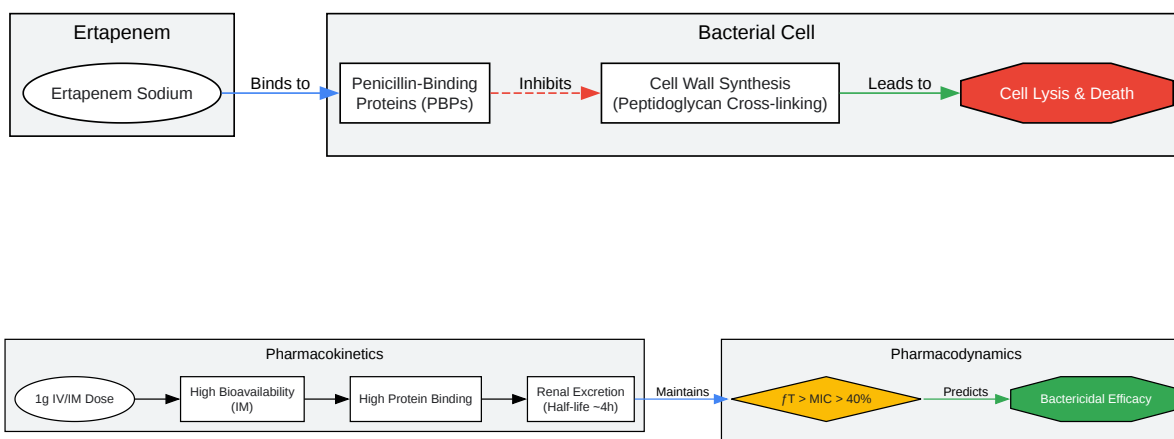 Ertapenem
Bacterial Cell
Ertapenem Sodium
Binds to
Penicillin-Binding
Proteins (PBPs)
Inhibits
Cell Wall Synthesis
(Peptidoglycan Cross-linking)
Leads to
Cell Lysis & Death
Pharmacokinetics
1g IV/IM Dose
High Bioavailability
(IM)
High Protein Binding
Renal Excretion
(Half-life ~4h)
Maintains
Pharmacodynamics
ƒT > MIC > 40%
Predicts
Bactericidal Efficacy